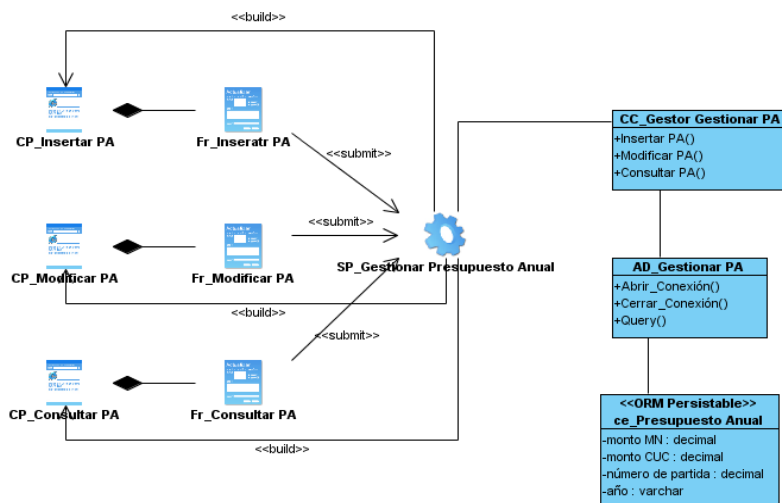 <<build>>
CP_Insertar PA
Fr_Inseratr PA
<<submit>>
CC_Gestor Gestionar PA
+Insertar PA()
+Modificar PA()
+Consultar PA()
<<submit>>
CP_Modificar PA
Fr_Modificar PA
SP_Gestionar Presupuesto Anual
AD_Gestionar PA
+Abrir_Conexión()
+Cerrar_Conexión()
+Query()
<<build>>
<<submit>>
CP_Consultar PA
Fr_Consultar PA
<<build>>
<<ORM Persistable>>
ce_Presupuesto Anual
-monto MN : decimal
-monto CUC : decimal
-número de partida : decimal
-año : varchar